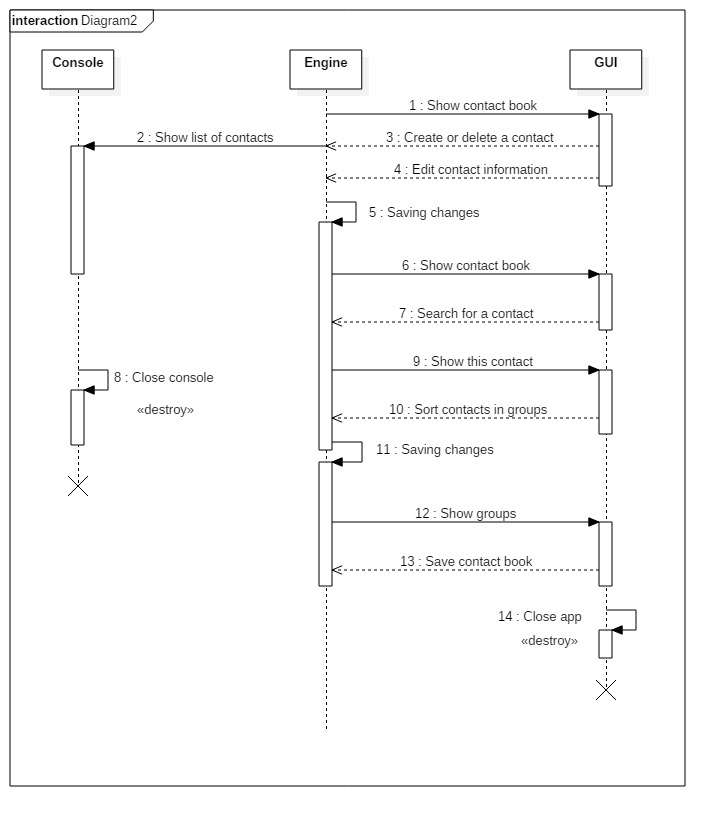 interaction Diagram2
Console
Engine
GUI
1 : Show contact book
2 : Show list of contacts
3 : Create or delete a contact
4 : Edit contact information
5 : Saving changes
6 : Show contact book
7 : Search for a contact
9 : Show this contact
8 : Close console
«destroy»
10 : Sort contacts in groups
11 : Saving changes
12 : Show groups
13 : Save contact book
14 : Close app
«destroy»